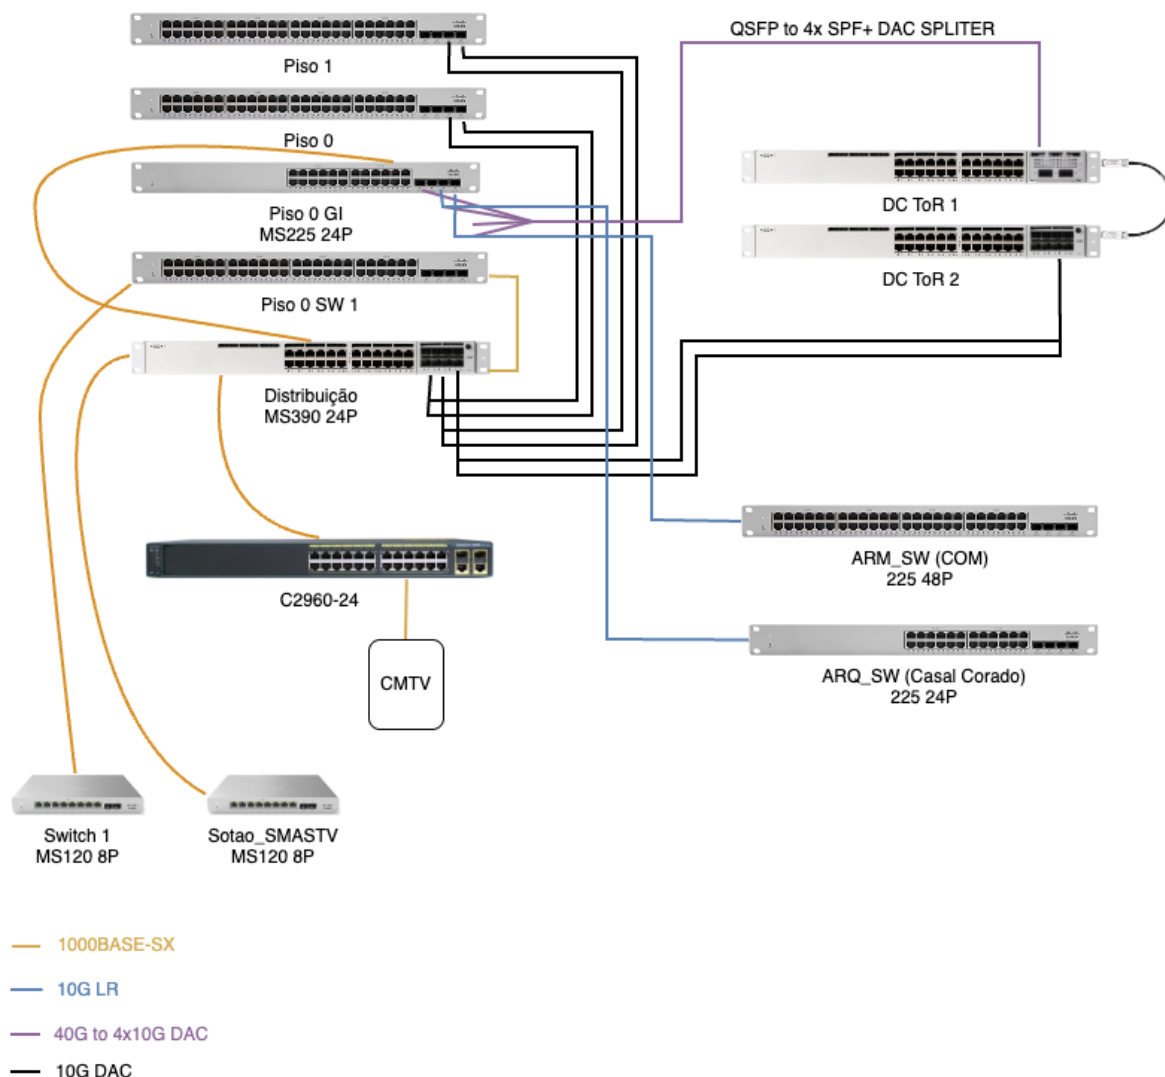 QSFP to 4x SPF+ DAC SPLITER
Piso 1
Piso 0
Piso 0 GI
MS225 24P
DC ToR 1
DC ToR 2
Piso 0 SW 1
Distribuição
MS390 24P
ARM_SW (COM)
225 48P
C2960-24
ARQ_SW (Casal Corado)
225 24P
CMTV
Switch 1
MS120 8P
Sotao_SMASTV
MS120 8P
1000BASE-SX
10G LR
40G to 4x10G DAC
10G DAC